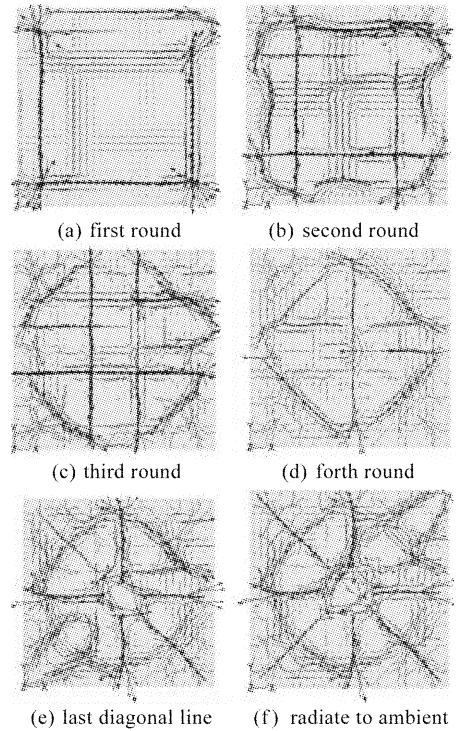 (a) first round
(b) second round
(c) third round
(d) forth round
(e) last diagonal line
(f) radiate to ambient